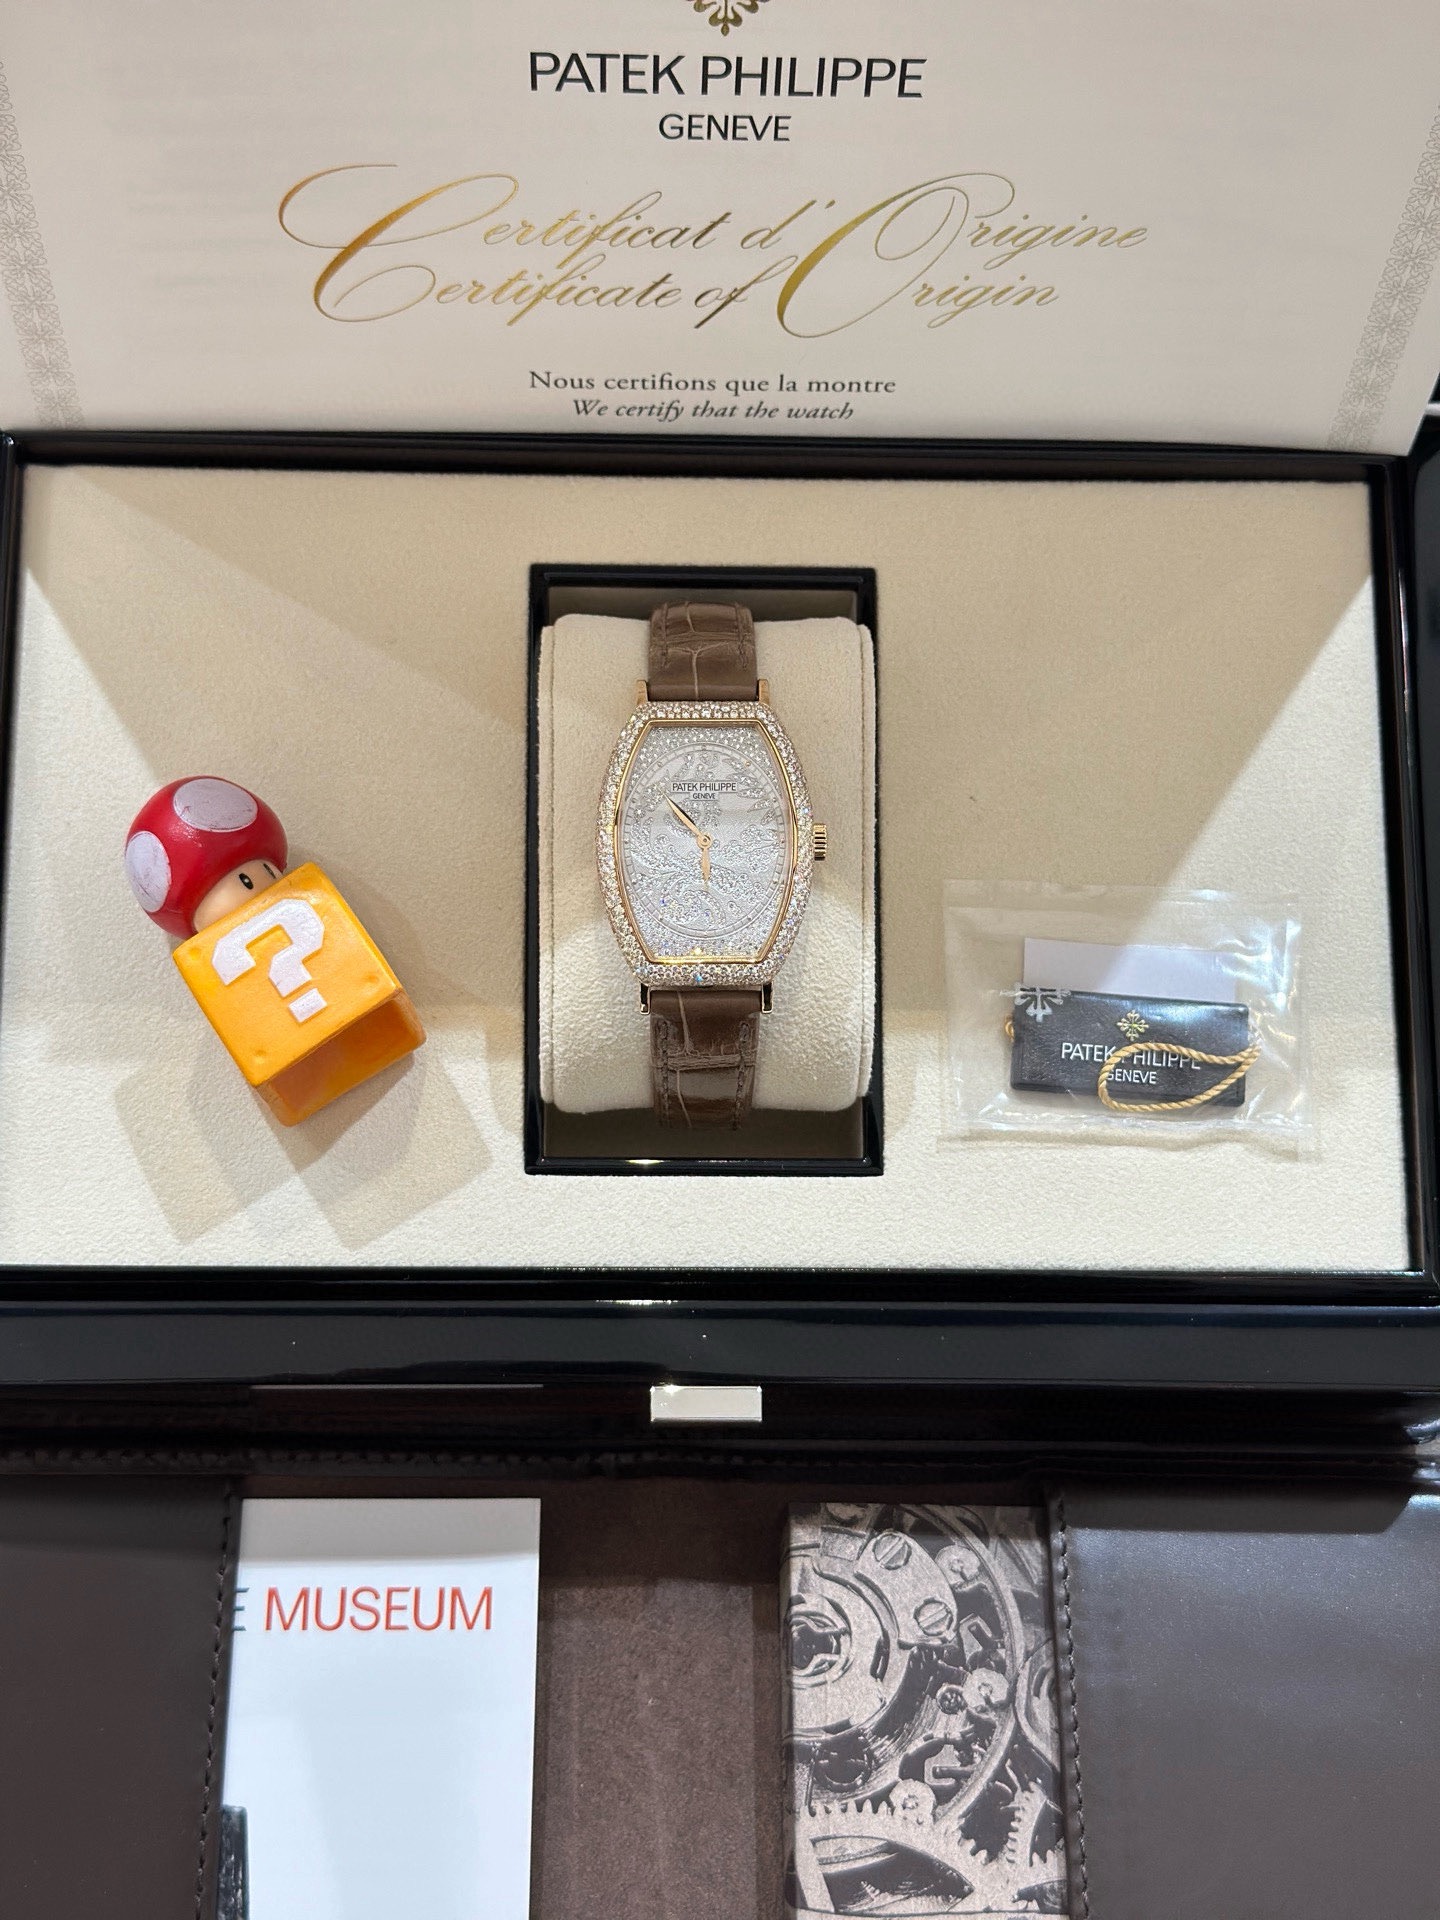 PATEK PHILIPPE
GENEVE
Certificat d'Origine
Certificate of Origin
Nous certifions que la montre
We certify that the watch
PATEK PHILIPPE
GENEVE
?
PATEK PHILIPPE
GENEVE
E MUSEUM